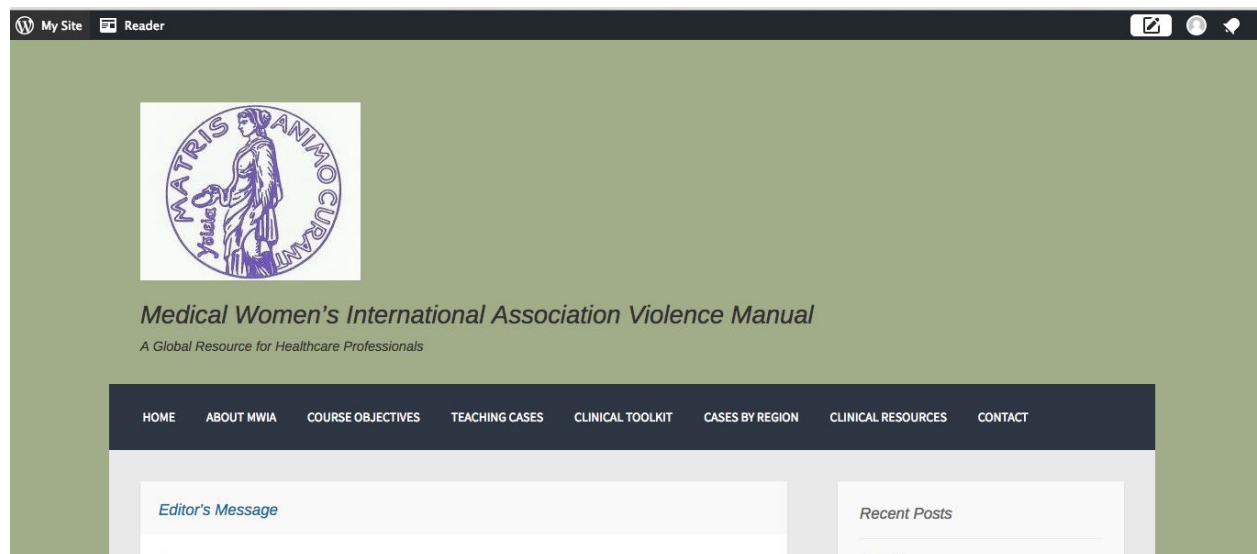 My Site Reader
MATRIS ANIMO CURANT
Medical Women's International Association Violence Manual
A Global Resource for Healthcare Professionals
HOME ABOUT MWIA COURSE OBJECTIVES TEACHING CASES CLINICAL TOOLKIT CASES BY REGION CLINICAL RESOURCES CONTACT
Editor's Message
Recent Posts